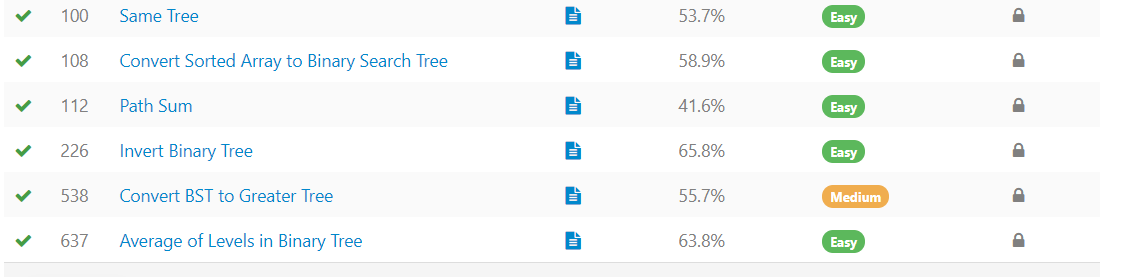 100 Same Tree 53.7% Easy
108 Convert Sorted Array to Binary Search Tree 58.9% Easy
112 Path Sum 41.6% Easy
226 Invert Binary Tree 65.8% Easy
538 Convert BST to Greater Tree 55.7% Medium
637 Average of Levels in Binary Tree 63.8% Easy